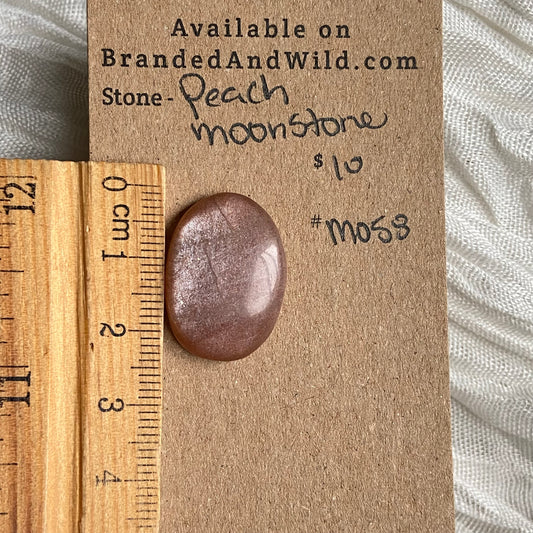 Available on
BrandedAndWild.com
Stone- Peach
moonstone
$10
#M058
0 cm
1
2
3
4
12
11